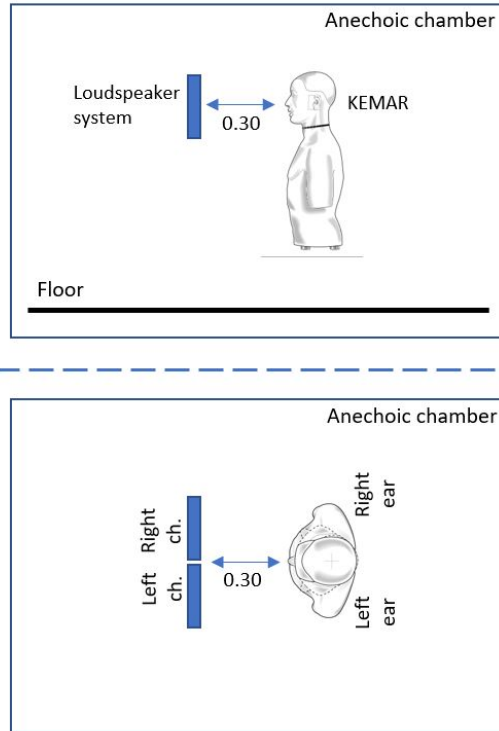 Anechoic chamber
Loudspeaker
system
0.30
KEMAR
Floor
Anechoic chamber
Right
ch.
Left
ch.
0.30
Right
ear
Left
ear